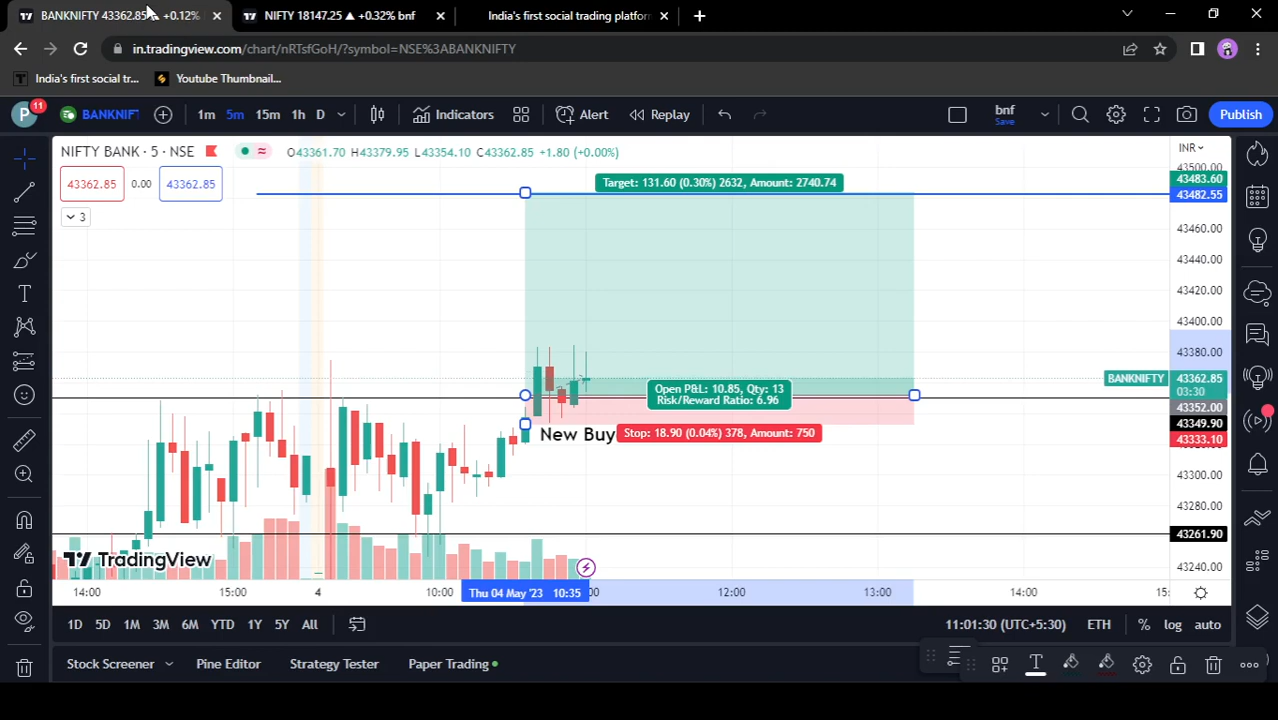 BANKNIFTY 43362.85 ▲ +0.12%
NIFTY 18147.25 ▲ +0.32% bnf
India's first social trading platform
in.tradingview.com/chart/nRTsfGoH/?symbol=NSE%3ABANKNIFTY
India's first social tr...
Youtube Thumbnail...
P 11
BANKNIFT
1m 5m 15m 1h D
Indicators
Alert
Replay
bnf
Save
Publish
NIFTY BANK · 5 · NSE
O43361.70 H43379.95 L43354.10 C43362.85 +1.80 (+0.00%)
INR
43362.85 0.00 43362.85
3
Target: 131.60 (0.30%) 2632, Amount: 2740.74
Open P&L: 10.85, Qty: 13
Risk/Reward Ratio: 6.96
New Buy
Stop: 18.90 (0.04%) 378, Amount: 750
43500.00
43483.60
43482.55
43460.00
43440.00
43420.00
43400.00
43380.00
BANKNIFTY 43362.85
03:30
43352.00
43349.90
43333.10
43300.00
43280.00
43261.90
43240.00
TradingView
14:00 15:00 4 10:00 Thu 04 May '23 10:35 :00 12:00 13:00 14:00 15:
1D 5D 1M 3M 6M YTD 1Y 5Y All
11:01:30 (UTC+5:30) ETH % log auto
Stock Screener Pine Editor Strategy Tester Paper Trading